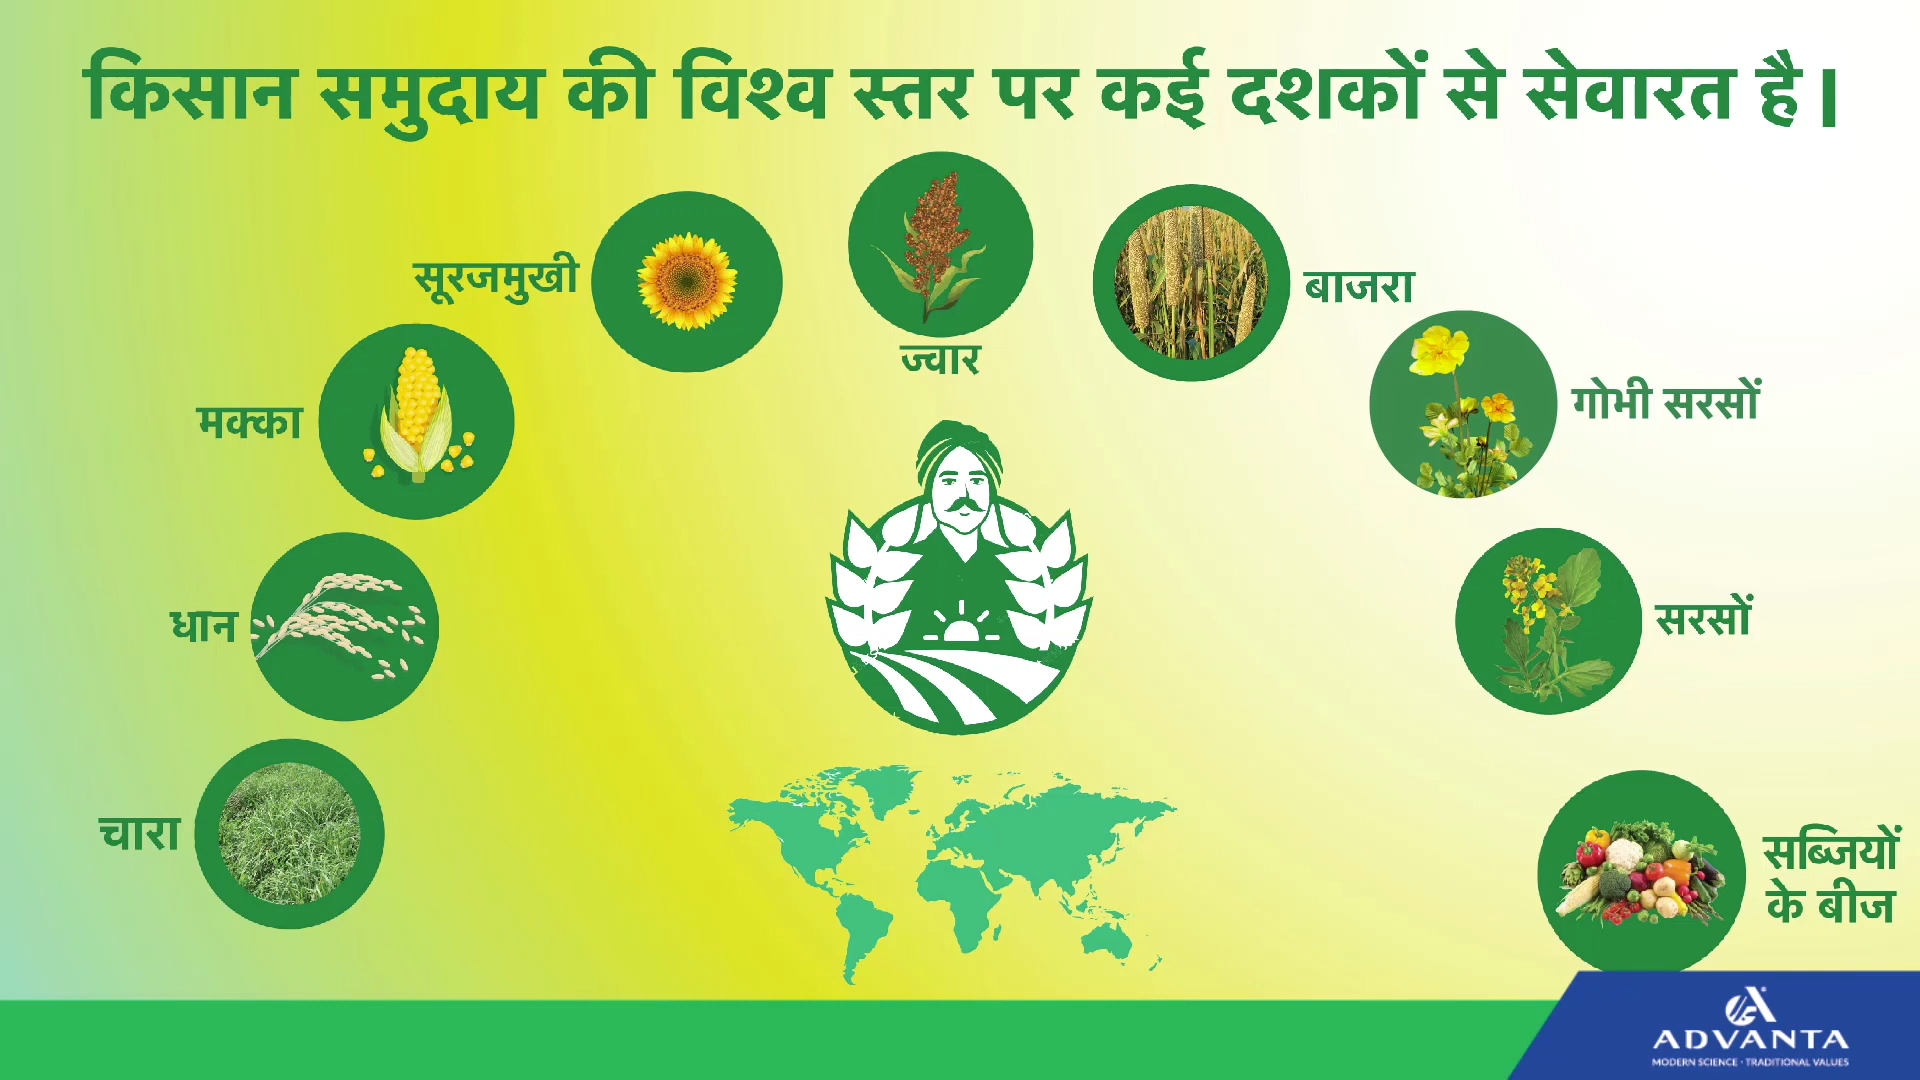 किसान समुदाय की विश्व स्तर पर कई दशकों से सेवारत है |
सूरजमुखी
ज्वार
बाजरा
मक्का
गोभी सरसों
धान
सरसों
चारा
सब्जियों
के बीज
ADVANTA
MODERN SCIENCE · TRADITIONAL VALUES